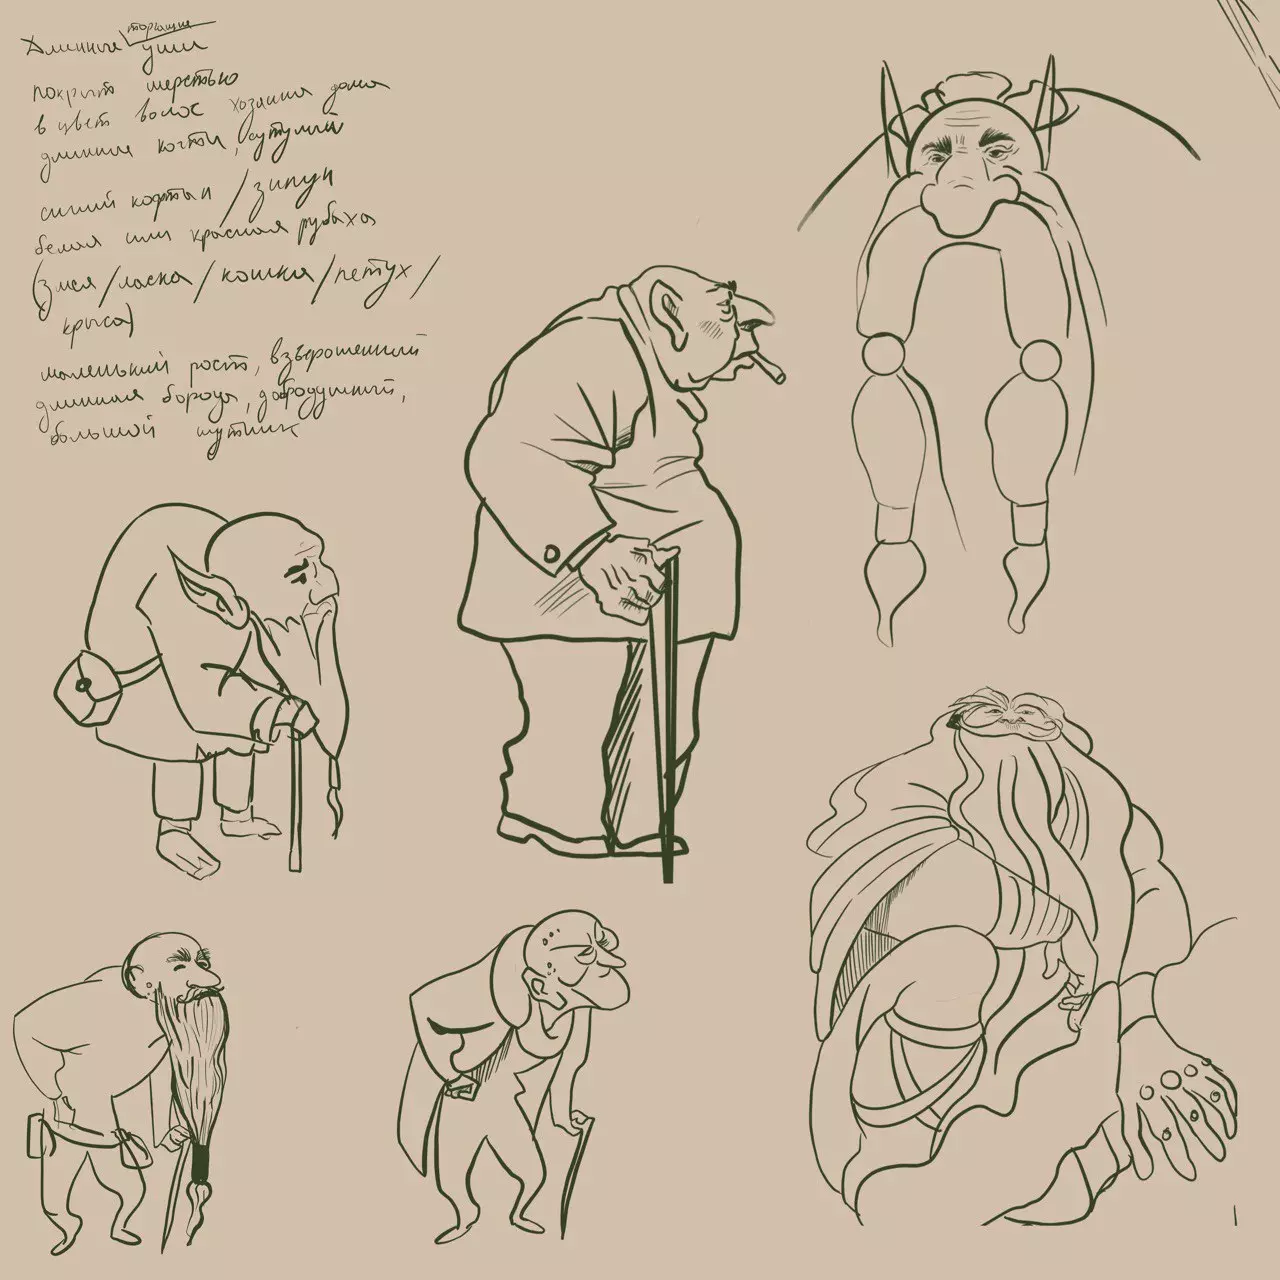 длинные торчащие уши
покрыт шерстью
в цвет волос хозяина дома
длинные когти, сутулый
синий кафтан / зипун
белая или красная рубаха
(змея / ласка / кошка / петух /
крыса)
маленький рост, взъерошенный
длинная борода, добродушный,
большой шутник